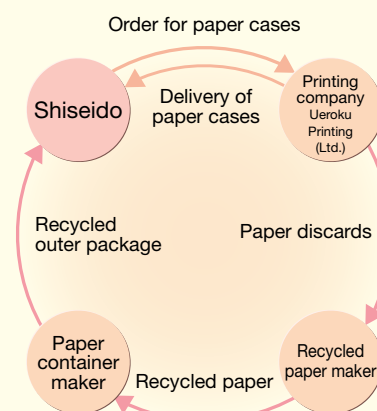 Order for paper cases
Shiseido
Delivery of
paper cases
Printing
company
Ueroku
Printing
(Ltd.)
Recycled
outer package
Paper discards
Paper
container
maker
Recycled paper
Recycled
paper maker